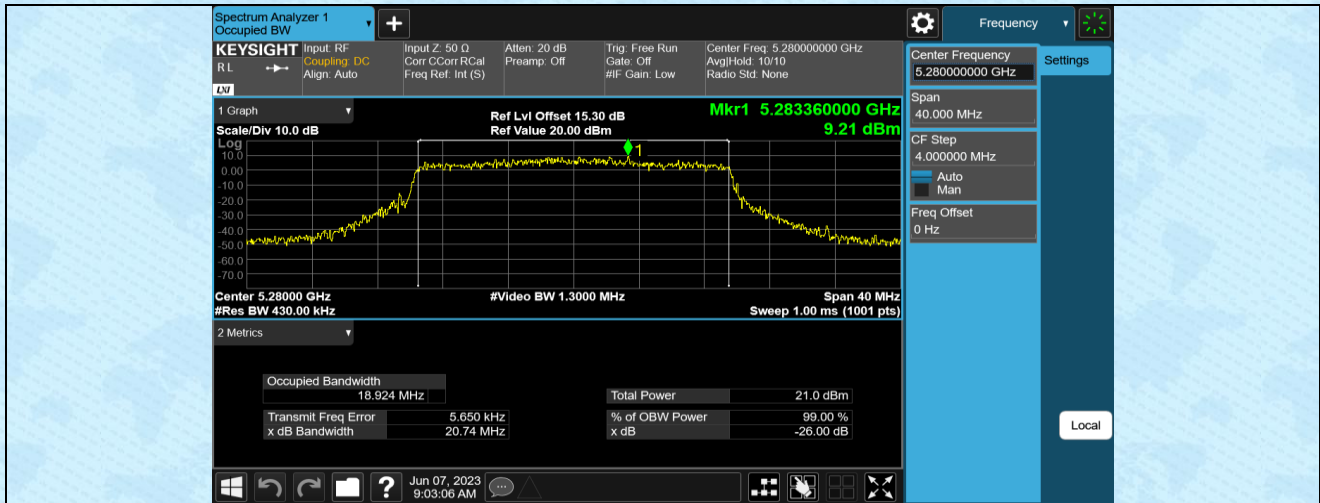 Spectrum Analyzer 1
Occupied BW
+
Frequency
KEYSIGHT
R L
LXI
Input: RF
Coupling: DC
Align: Auto
Input Z: 50 Ω
Corr CCorr RCal
Freq Ref: Int (S)
Atten: 20 dB
Preamp: Off
Trig: Free Run
Gate: Off
#IF Gain: Low
Center Freq: 5.280000000 GHz
Avg|Hold: 10/10
Radio Std: None
Center Frequency
5.280000000 GHz
Settings
Span
40.000 MHz
CF Step
4.000000 MHz
Auto
Man
Freq Offset
0 Hz
Local
1 Graph
Scale/Div 10.0 dB
Ref Lvl Offset 15.30 dB
Ref Value 20.00 dBm
Mkr1 5.283360000 GHz
9.21 dBm
Log
10.0
0.00
-10.0
-20.0
-30.0
-40.0
-50.0
-60.0
-70.0
1
Center 5.28000 GHz
#Res BW 430.00 kHz
#Video BW 1.3000 MHz
Span 40 MHz
Sweep 1.00 ms (1001 pts)
2 Metrics
Occupied Bandwidth
18.924 MHz
Total Power 21.0 dBm
Transmit Freq Error 5.650 kHz
% of OBW Power 99.00 %
x dB Bandwidth 20.74 MHz
x dB -26.00 dB
?
Jun 07, 2023
9:03:06 AM